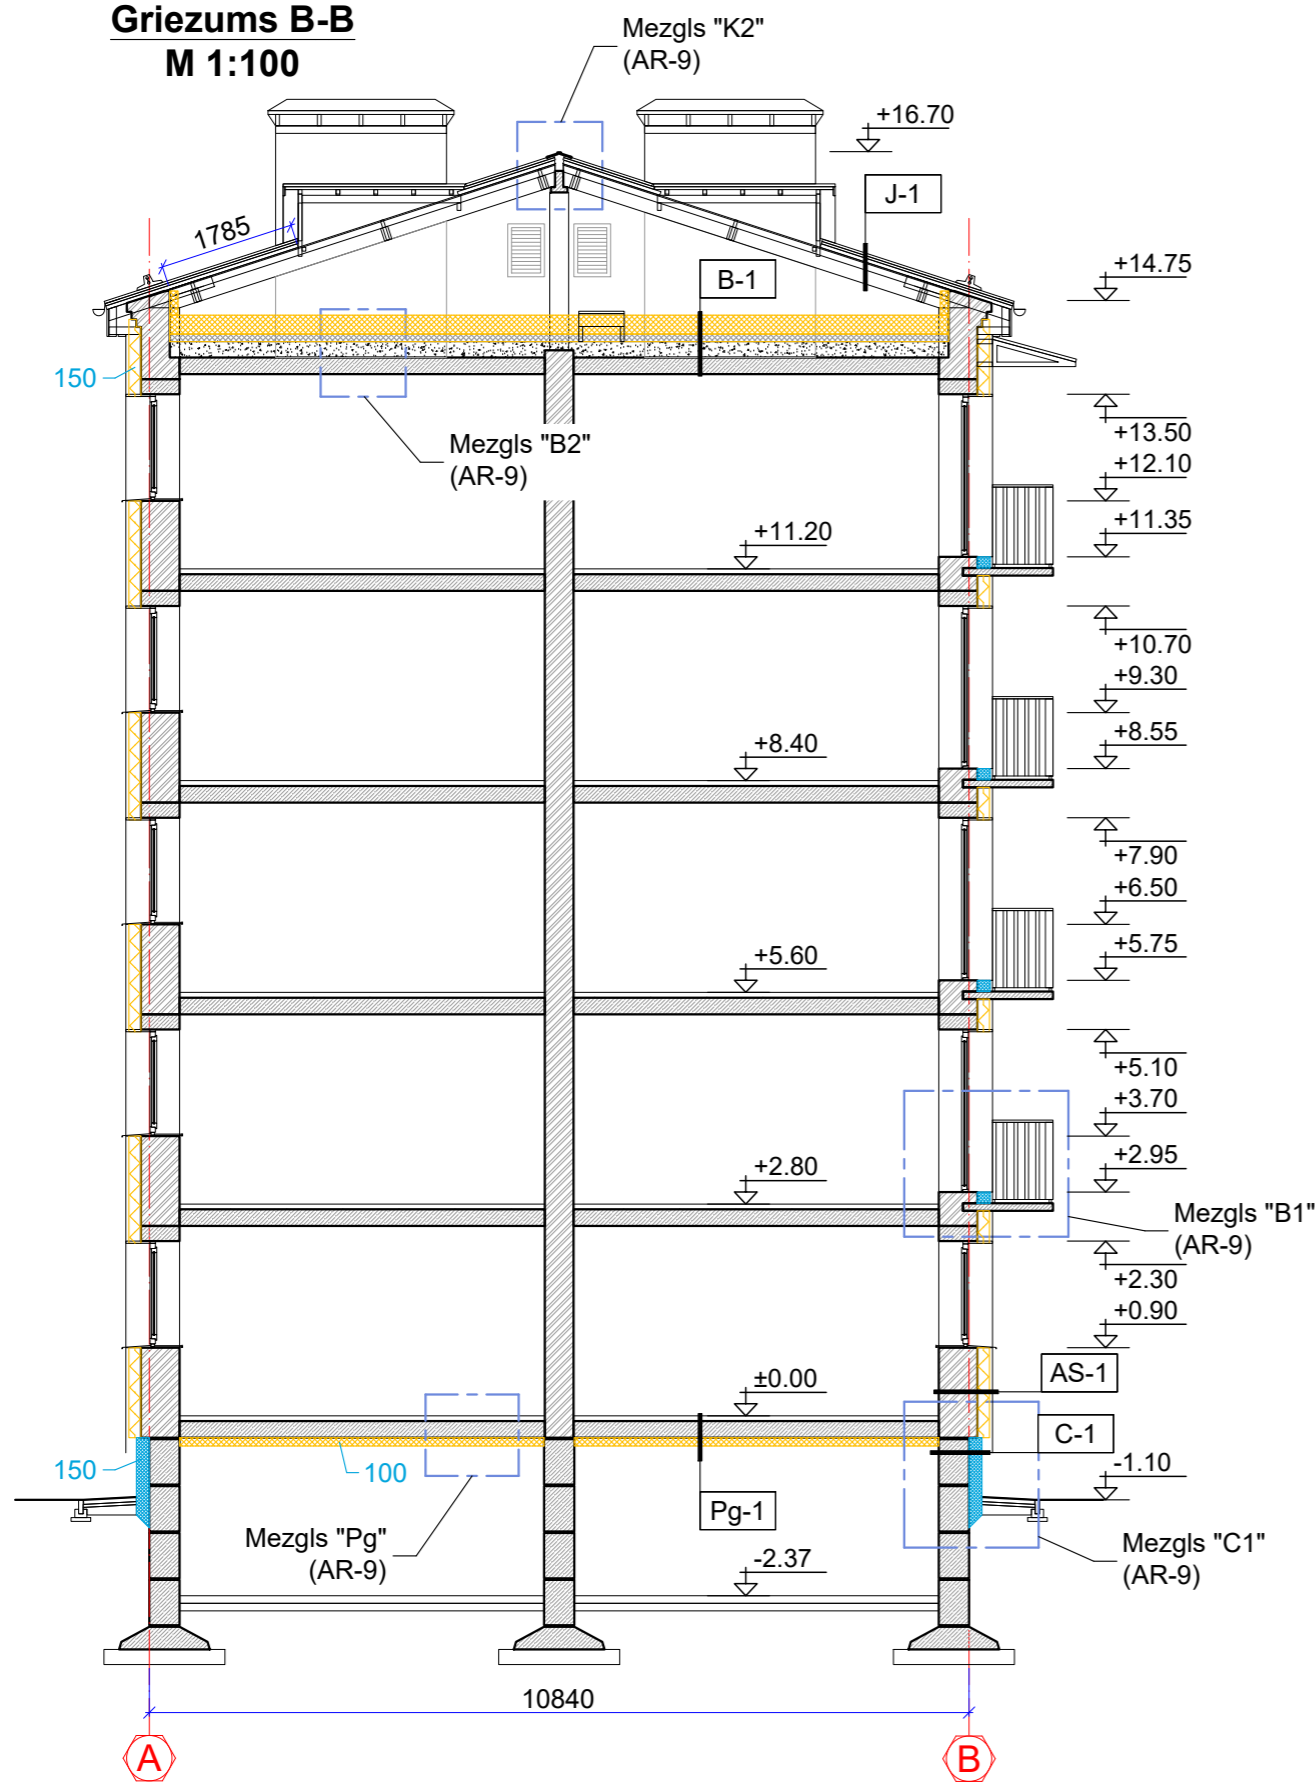 Griezums B-B
M 1:100
Mezgls "K2"
(AR-9)
+16.70
J-1
1785
+14.75
B-1
150
+13.50
Mezgls "B2"
(AR-9)
+12.10
+11.35
+11.20
+10.70
+9.30
+8.55
+8.40
+7.90
+6.50
+5.75
+5.60
+5.10
+3.70
+2.95
+2.80
Mezgls "B1"
(AR-9)
+2.30
+0.90
AS-1
±0.00
C-1
150
100
-1.10
Pg-1
Mezgls "Pg"
(AR-9)
Mezgls "C1"
(AR-9)
-2.37
10840
A
B